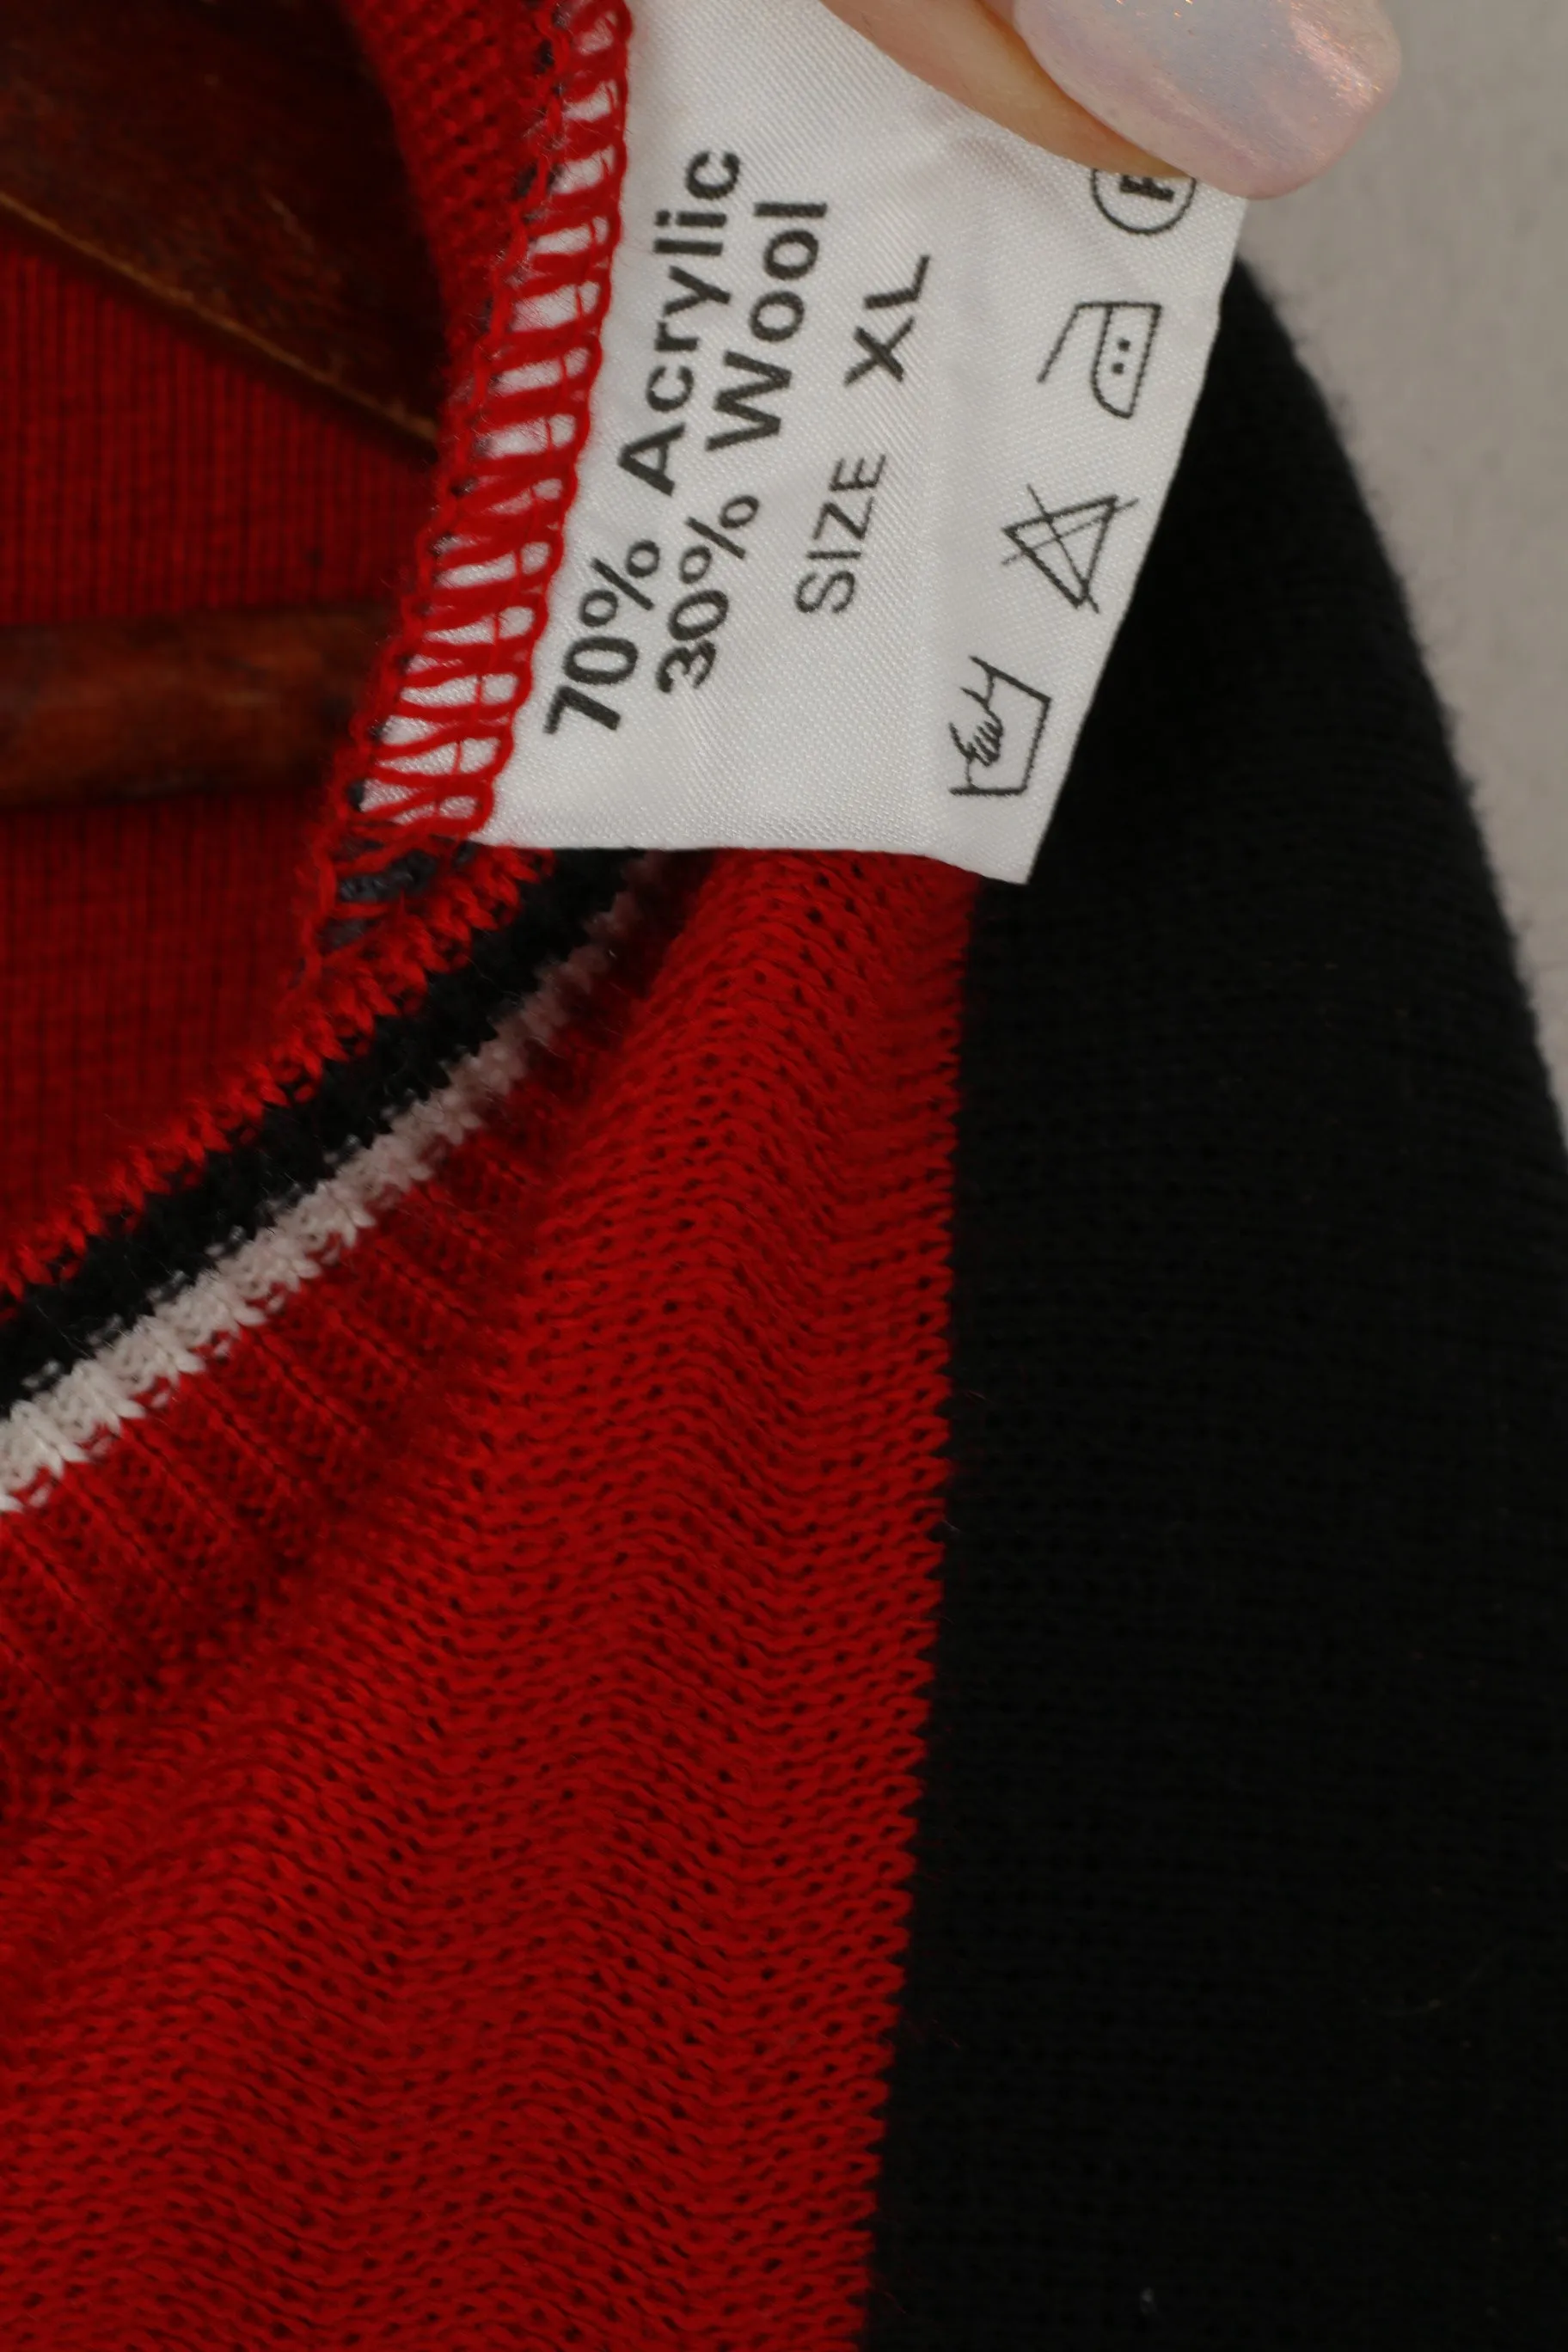 70% Acrylic
30% Wool
SIZE XL